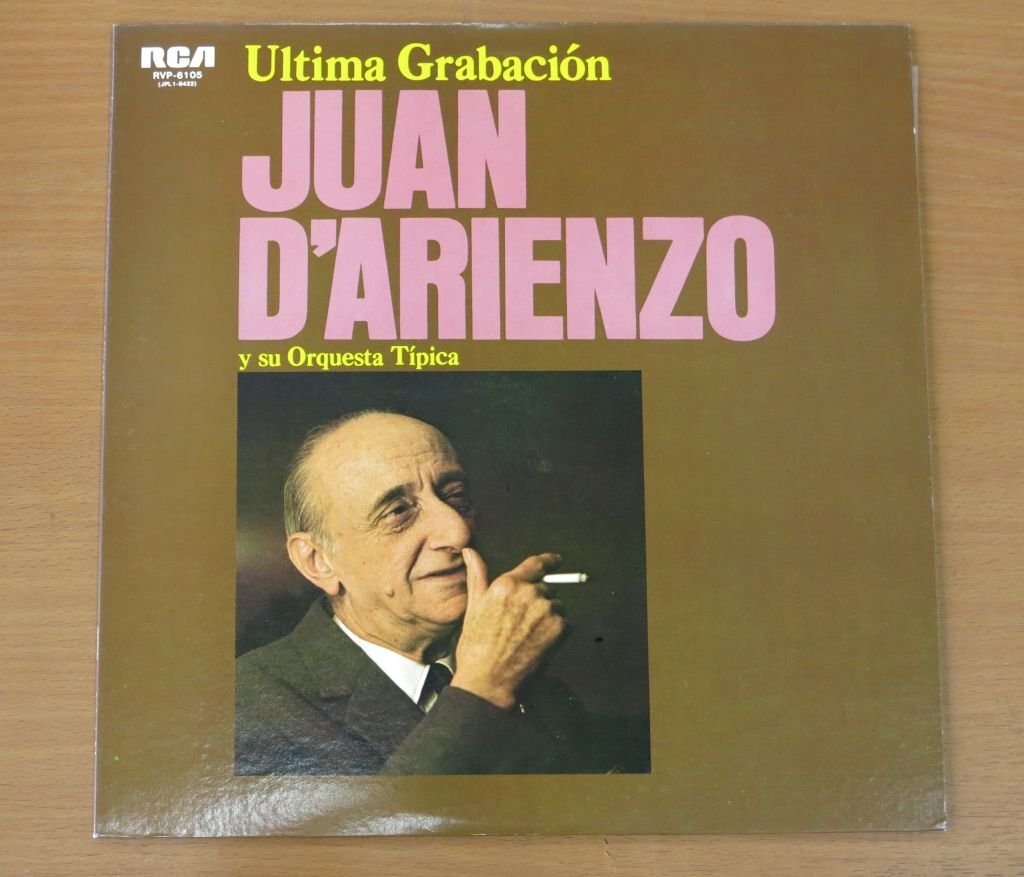 RCA
RVP-6105
(JPL1-8422)
Ultima Grabación
JUAN
D'ARIENZO
y su Orquesta Típica